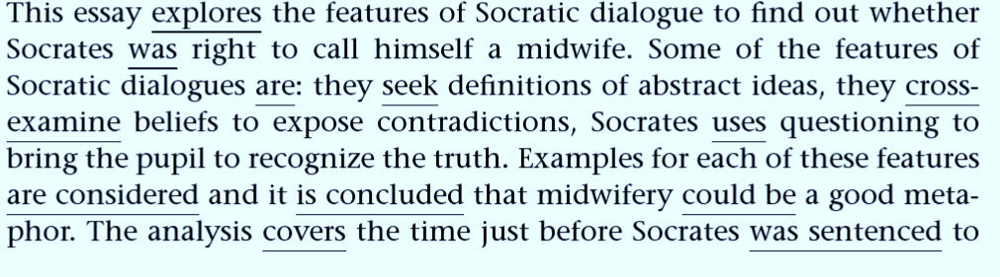 This essay explores the features of Socratic dialogue to find out whether
Socrates was right to call himself a midwife. Some of the features of
Socratic dialogues are: they seek definitions of abstract ideas, they cross-
examine beliefs to expose contradictions, Socrates uses questioning to
bring the pupil to recognize the truth. Examples for each of these features
are considered and it is concluded that midwifery could be a good meta-
phor. The analysis covers the time just before Socrates was sentenced to